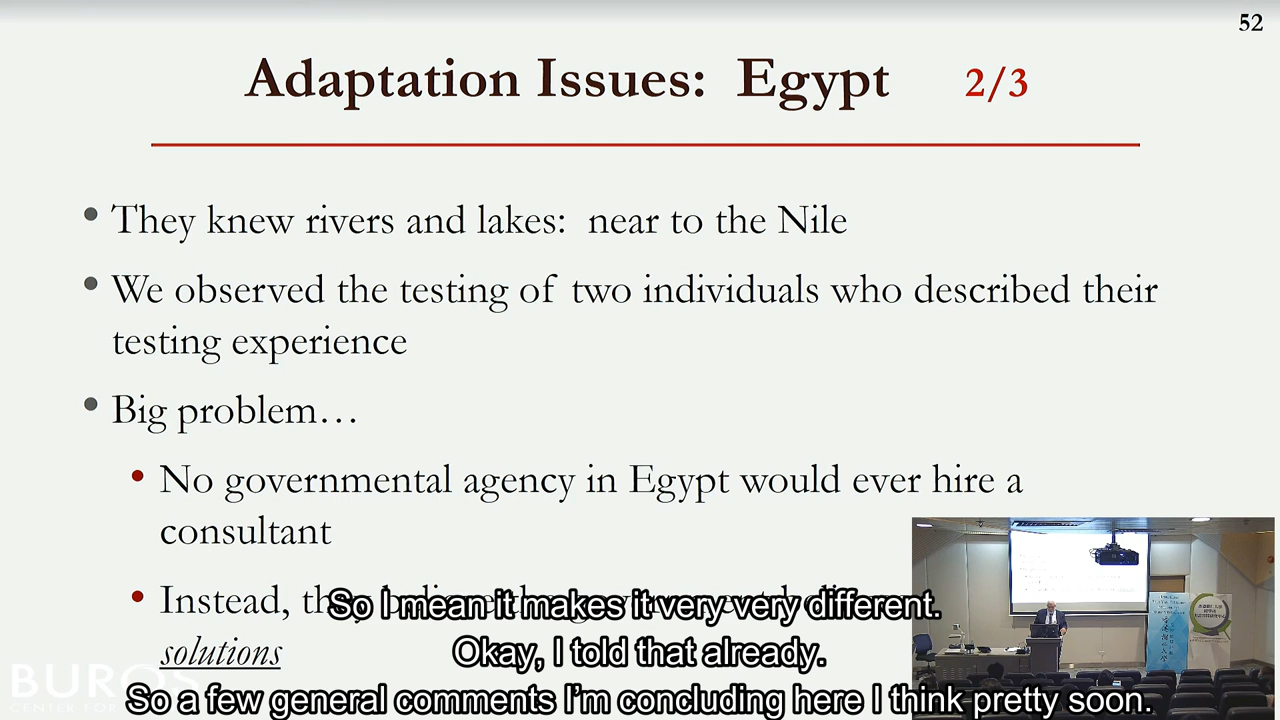 52
Adaptation Issues: Egypt 2/3
• They knew rivers and lakes: near to the Nile
• We observed the testing of two individuals who described their
testing experience
• Big problem…
• No governmental agency in Egypt would ever hire a
consultant
• Instead,
solutions
So I mean it makes it very very different.
Okay, I told that already.
So a few general comments I'm concluding here I think pretty soon.
BUROS
CENTER FOR